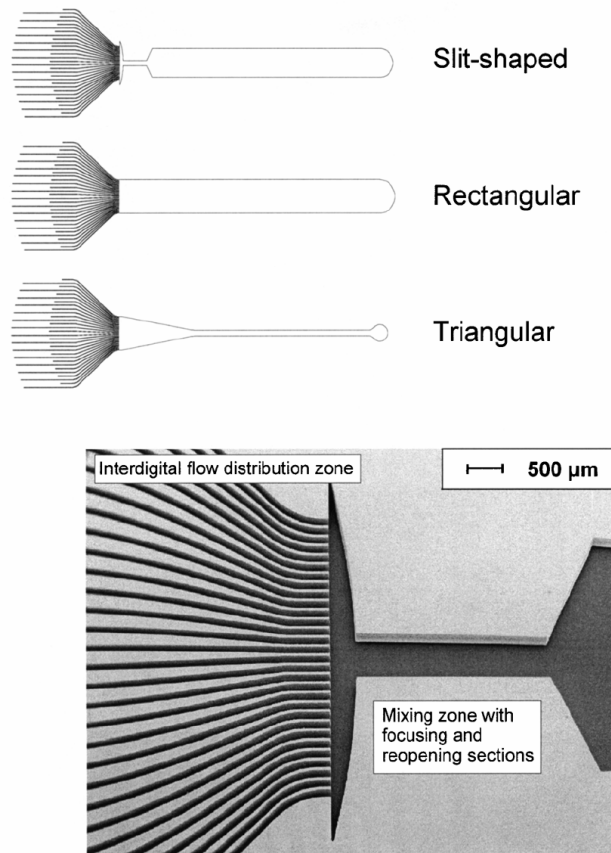 Slit-shaped
Rectangular
Triangular
Interdigital flow distribution zone
500 µm
Mixing zone with
focusing and
reopening sections